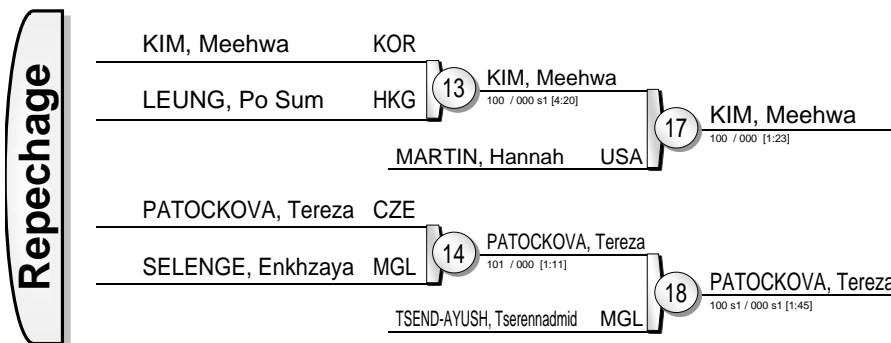 Repechage
KIM, Meehwa KOR
LEUNG, Po Sum HKG
13
KIM, Meehwa
100 / 000 s1 [4:20]
MARTIN, Hannah USA
17
KIM, Meehwa
100 / 000 [1:23]
PATOCKOVA, Tereza CZE
SELENGE, Enkhzaya MGL
14
PATOCKOVA, Tereza
101 / 000 [1:11]
TSEND-AYUSH, Tserennadmid MGL
18
PATOCKOVA, Tereza
100 s1 / 000 s1 [1:45]